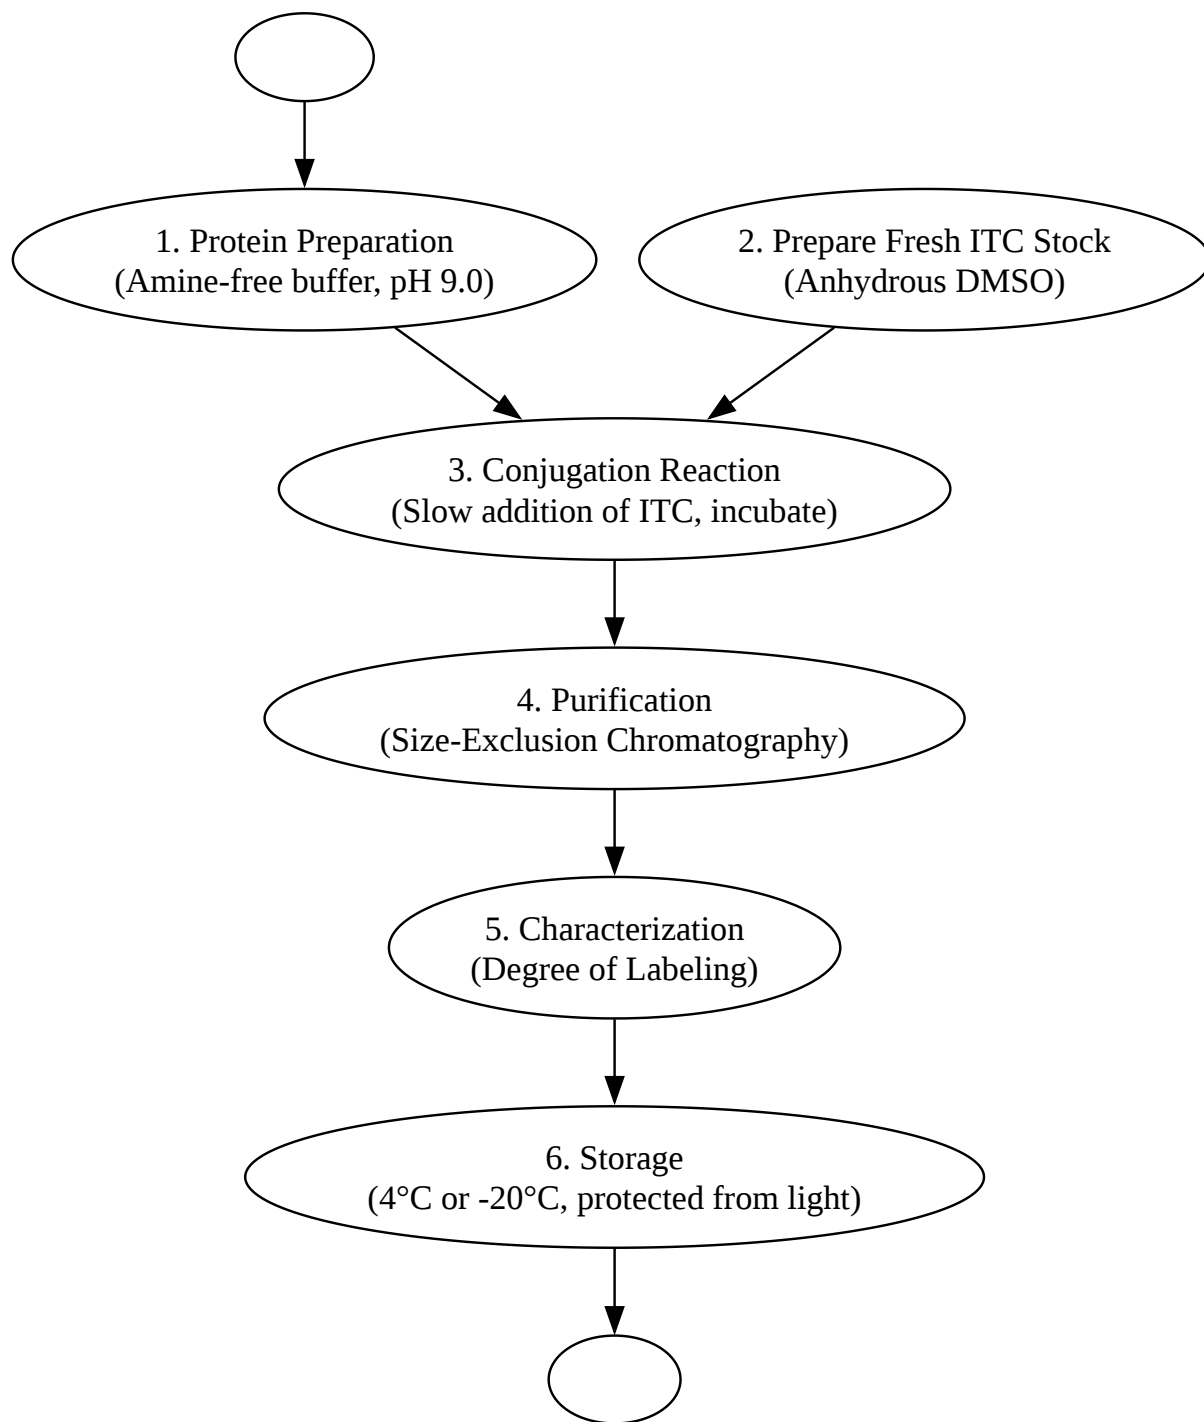 1. Protein Preparation
(Amine-free buffer, pH 9.0)
2. Prepare Fresh ITC Stock
(Anhydrous DMSO)
3. Conjugation Reaction
(Slow addition of ITC, incubate)
4. Purification
(Size-Exclusion Chromatography)
5. Characterization
(Degree of Labeling)
6. Storage
(4°C or -20°C, protected from light)